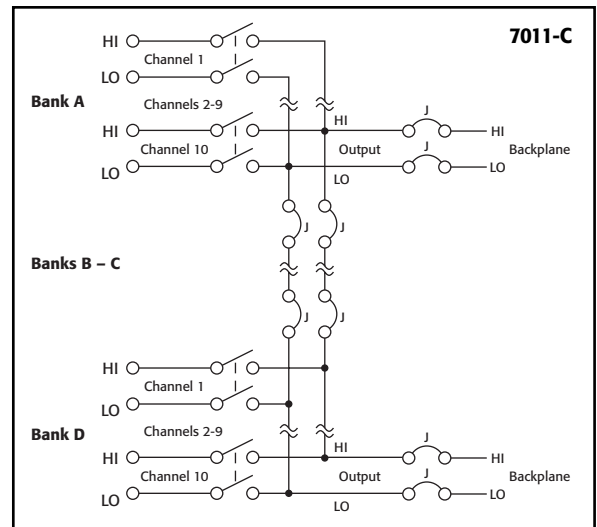 7011-C
HI
Channel 1
LO
Bank A
Channels 2-9
HI
HI
J
HI
Channel 10
Output
J
Backplane
LO
LO
LO
J
J
Banks B – C
J
J
HI
Channel 1
LO
Bank D
Channels 2-9
HI
HI
J
HI
Channel 10
Output
J
Backplane
LO
LO
LO